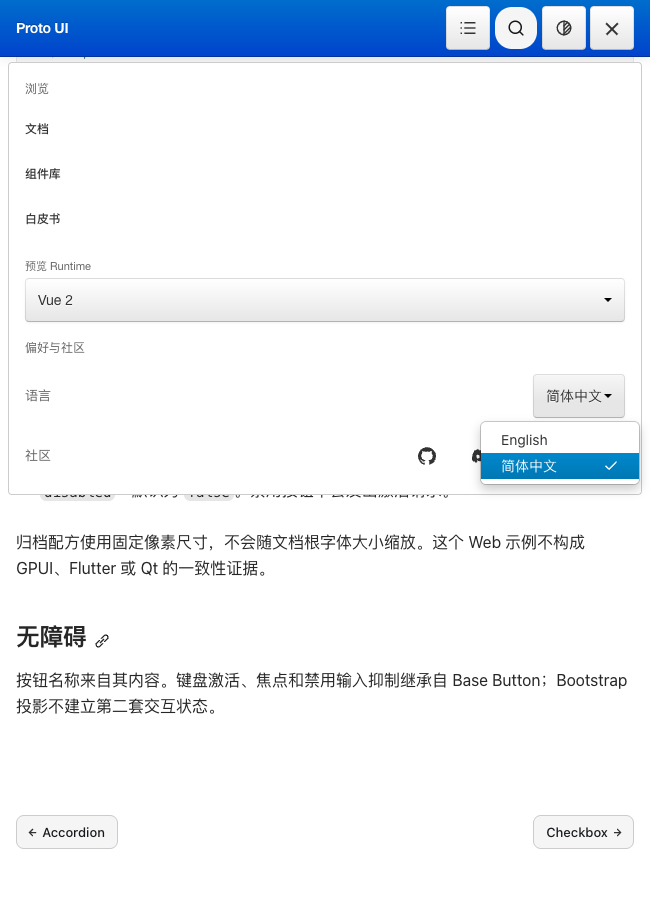 Proto UI
浏览
文档
组件库
白皮书
预览 Runtime
Vue 2
偏好与社区
语言
简体中文
English
简体中文
社区
归档配方使用固定像素尺寸，不会随文档根字体大小缩放。这个 Web 示例不构成
GPUI、Flutter 或 Qt 的一致性证据。
无障碍
按钮名称来自其内容。键盘激活、焦点和禁用输入抑制继承自 Base Button；Bootstrap
投影不建立第二套交互状态。
← Accordion
Checkbox →